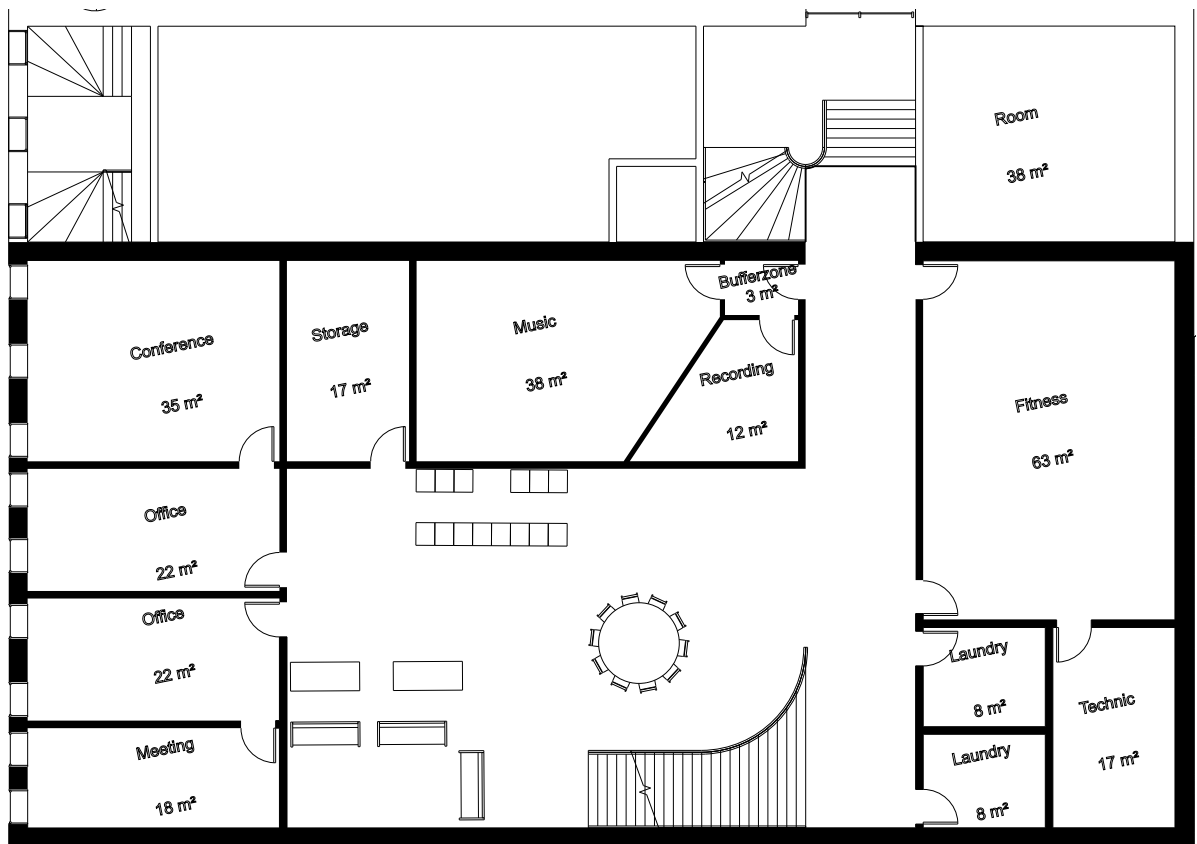 Room
38 m²
Bufferzone
3 m²
Conference
35 m²
Storage
17 m²
Music
38 m²
Recording
12 m²
Fitness
63 m²
Office
22 m²
Office
22 m²
Laundry
8 m²
Technic
17 m²
Meeting
18 m²
Laundry
8 m²